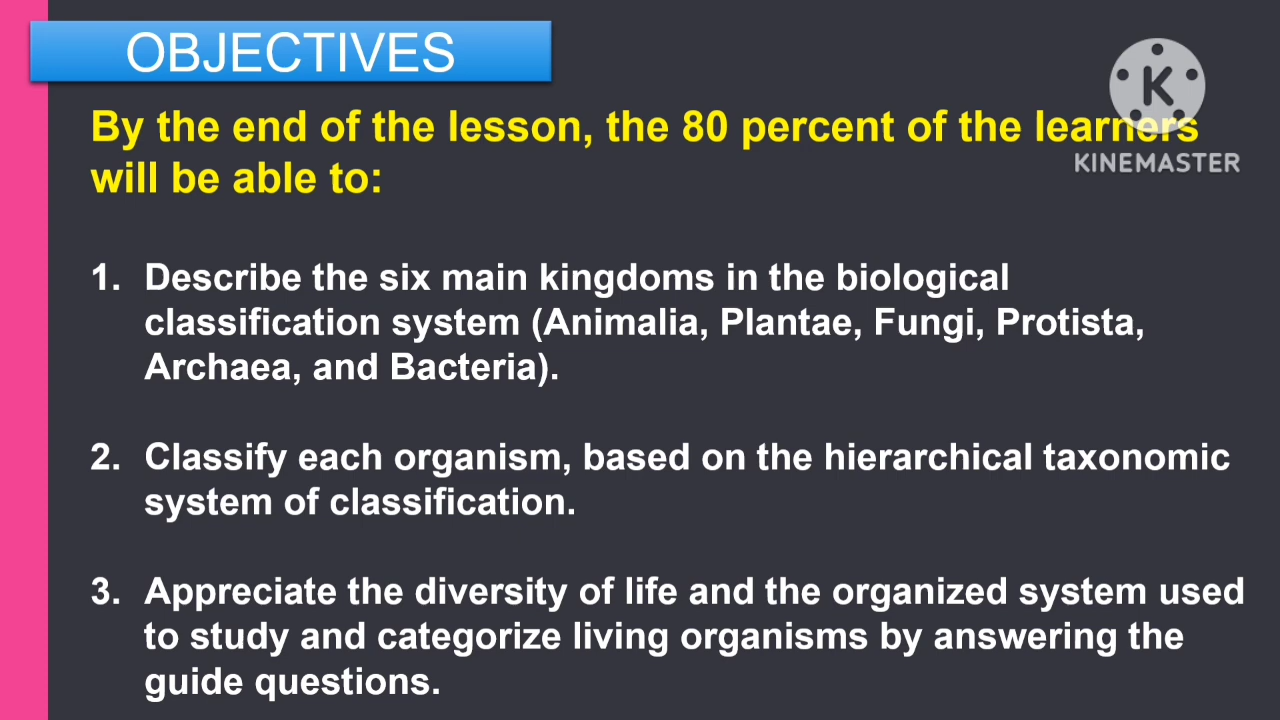 OBJECTIVES
By the end of the lesson, the 80 percent of the learners
will be able to:
K
KINEMASTER
1. Describe the six main kingdoms in the biological
classification system (Animalia, Plantae, Fungi, Protista,
Archaea, and Bacteria).
2. Classify each organism, based on the hierarchical taxonomic
system of classification.
3. Appreciate the diversity of life and the organized system used
to study and categorize living organisms by answering the
guide questions.